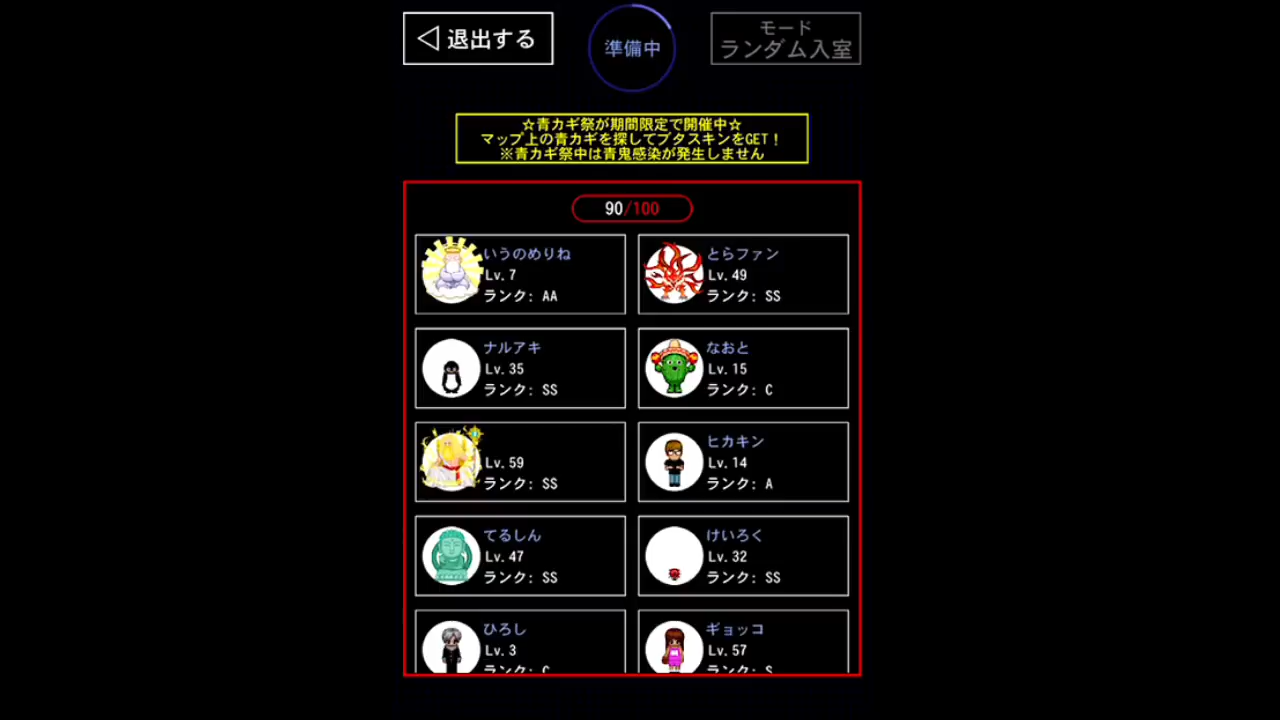 ◁退出する
準備中
モード
ランダム入室
☆青カギ祭が期間限定で開催中☆
マップ上の青カギを探してブタスキンをGET!
※青カギ祭中は青鬼感染が発生しません
90/100
いうのめりね
Lv.7
ランク: AA
とらファン
Lv.49
ランク: SS
ナルアキ
Lv.35
ランク: SS
なおと
Lv.15
ランク: C
Lv.59
ランク: SS
ヒカキン
Lv.14
ランク: A
てるしん
Lv.47
ランク: SS
けいろく
Lv.32
ランク: SS
ひろし
Lv.3
ランク: C
ギョッコ
Lv.57
ランク: S